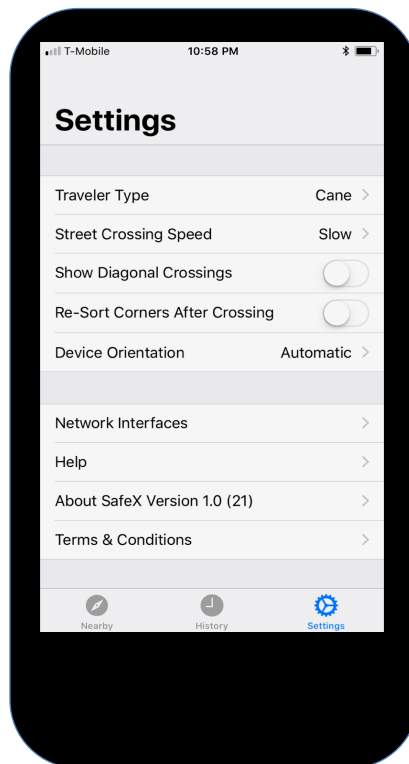 T-Mobile 10:58 PM
Settings
Traveler Type Cane
Street Crossing Speed Slow
Show Diagonal Crossings
Re-Sort Corners After Crossing
Device Orientation Automatic
Network Interfaces
Help
About SafeX Version 1.0 (21)
Terms & Conditions
Nearby History Settings